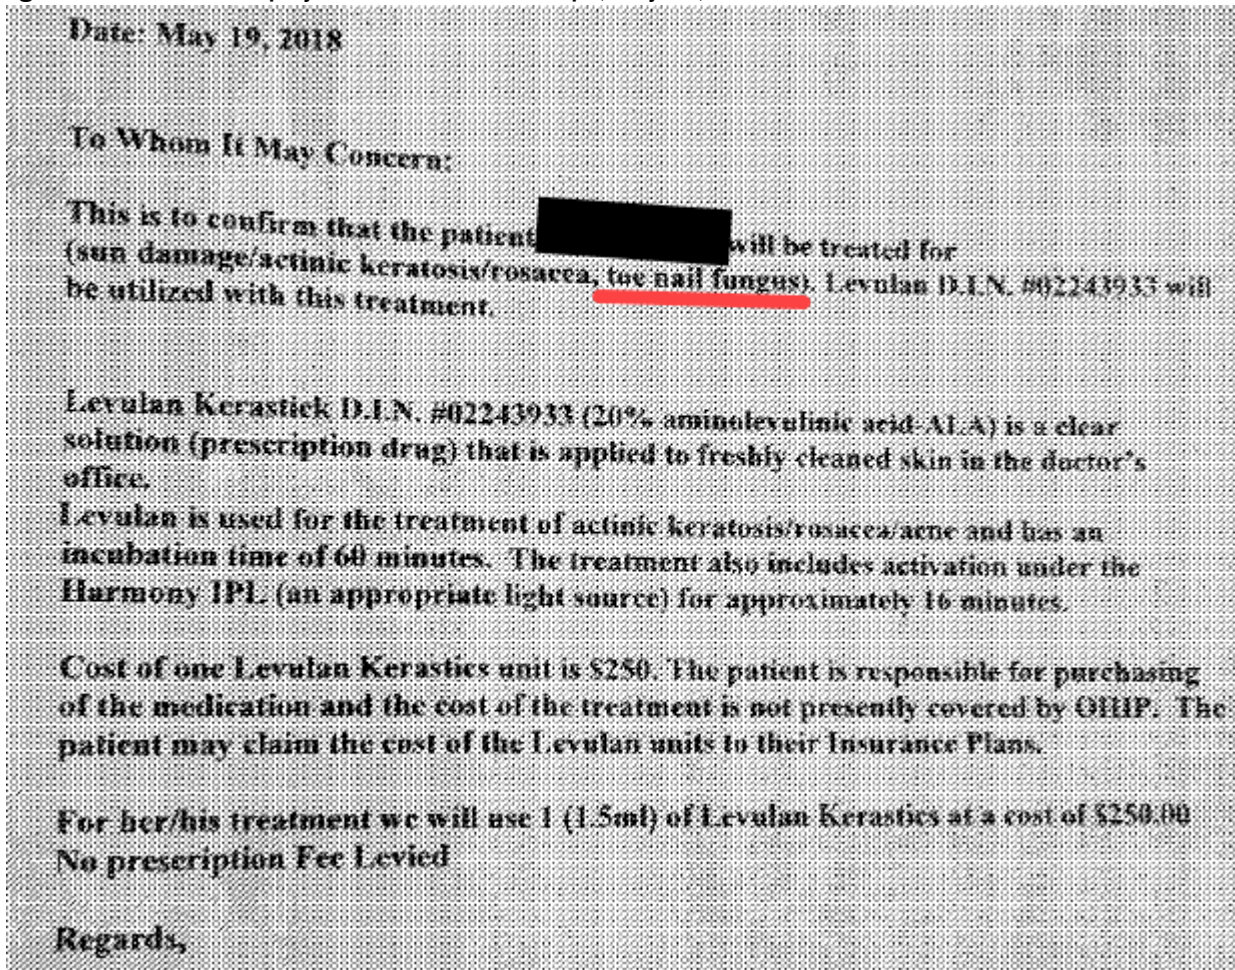 Date: May 19, 2018
To Whom It May Concern:
This is to confirm that the patient will be treated for
(sun damage/actinic keratosis/rosacea, toe nail fungus). Levulan D.I.N. #02243933 will
be utilized with this treatment.
Levulan Kerastick D.I.N. #02243933 (20% aminolevulinic acid-ALA) is a clear
solution (prescription drug) that is applied to freshly cleaned skin in the doctor's
office.
Levulan is used for the treatment of actinic keratosis/rosacea/acne and has an
incubation time of 60 minutes. The treatment also includes activation under the
Harmony IPL (an appropriate light source) for approximately 16 minutes.
Cost of one Levulan Kerastics unit is $250. The patient is responsible for purchasing
of the medication and the cost of the treatment is not presently covered by OHIP. The
patient may claim the cost of the Levulan units to their Insurance Plans.
For her/his treatment we will use 1 (1.5ml) of Levulan Kerastics at a cost of $250.00
No prescription Fee Levied
Regards,